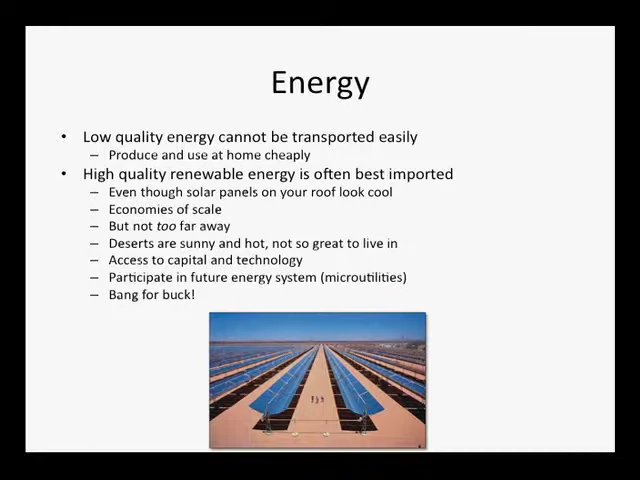 Energy
• Low quality energy cannot be transported easily
– Produce and use at home cheaply
• High quality renewable energy is often best imported
– Even though solar panels on your roof look cool
– Economies of scale
– But not too far away
– Deserts are sunny and hot, not so great to live in
– Access to capital and technology
– Participate in future energy system (microutilities)
– Bang for buck!